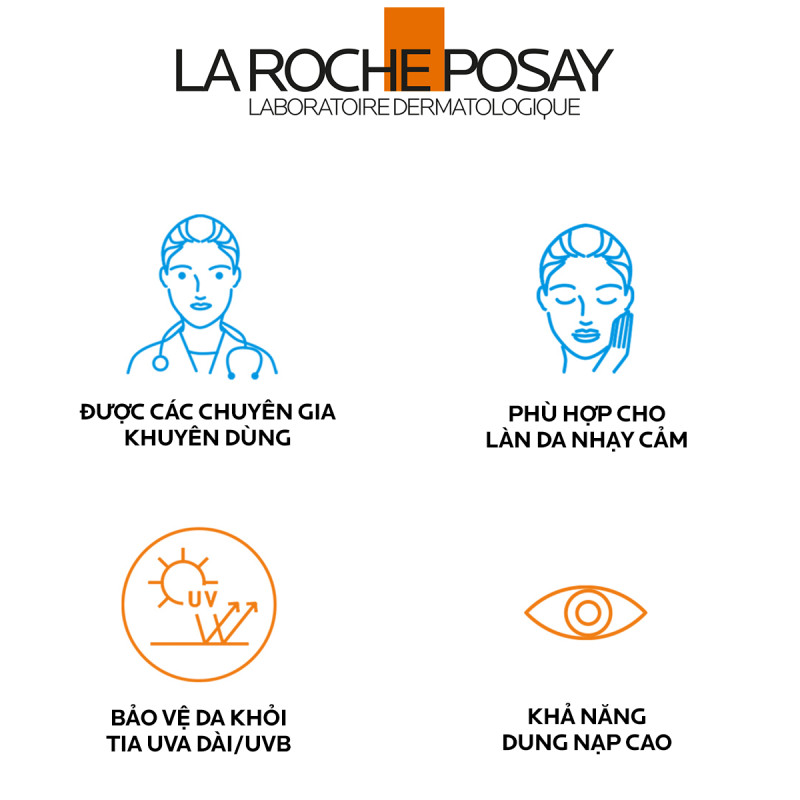 LA ROCHE POSAY
LABORATOIRE DERMATOLOGIQUE
ĐƯỢC CÁC CHUYÊN GIA
KHUYÊN DÙNG
PHÙ HỢP CHO
LÀN DA NHẠY CẢM
UV
BẢO VỆ DA KHỎI
TIA UVA DÀI/UVB
KHẢ NĂNG
DUNG NẠP CAO